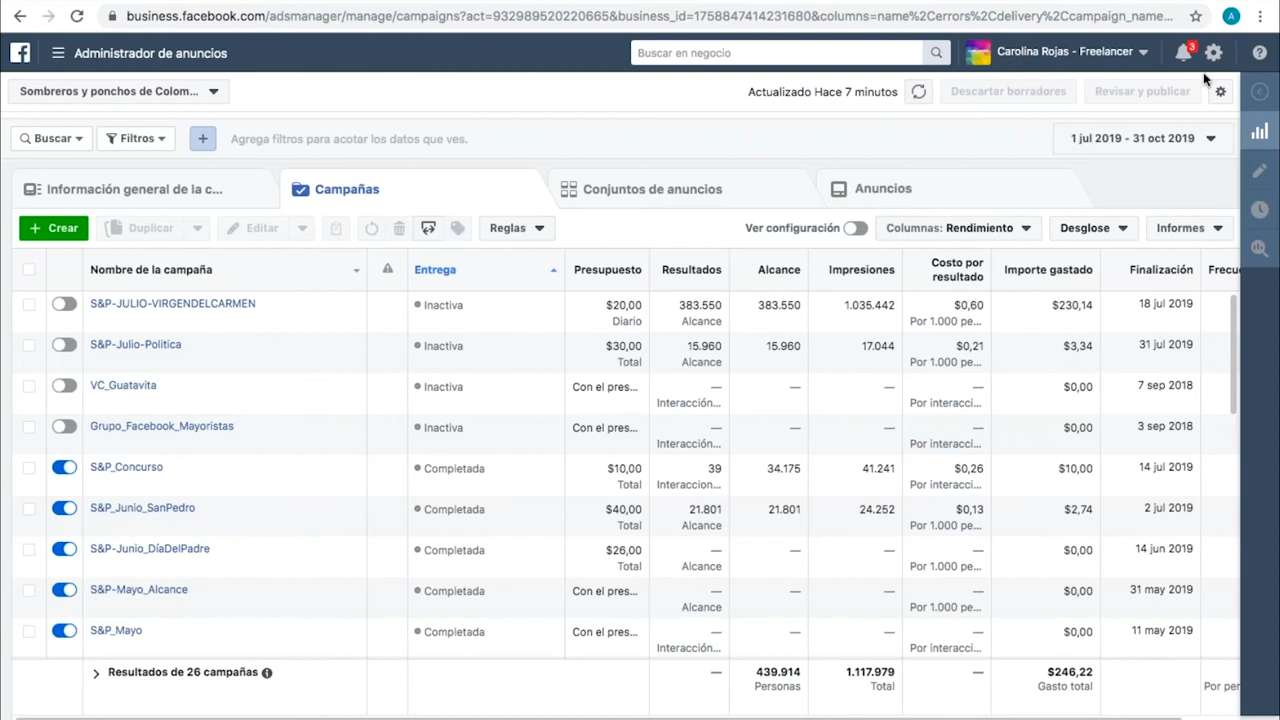 business.facebook.com/adsmanager/manage/campaigns?act=932989520220665&business_id=1758847414231680&columns=name%2Cerrors%2Cdelivery%2Ccampaign_name...
A
Administrador de anuncios
Buscar en negocio
Carolina Rojas - Freelancer
3
Sombreros y ponchos de Colom...
Actualizado Hace 7 minutos
Descartar borradores
Revisar y publicar
Buscar
Filtros
Agrega filtros para acotar los datos que ves.
1 jul 2019 - 31 oct 2019
Información general de la c...
Campañas
Conjuntos de anuncios
Anuncios
+ Crear
Duplicar
Editar
Reglas
Ver configuración
Columnas: Rendimiento
Desglose
Informes
Nombre de la campaña Entrega Presupuesto Resultados Alcance Impresiones Costo por resultado Importe gastado Finalización Frecu
S&P-JULIO-VIRGENDELCARMEN Inactiva $20,00 383.550 383.550 1.035.442 $0,60 $230,14 18 jul 2019
Diario Alcance Por 1.000 pe...
S&P-Julio-Politica Inactiva $30,00 15.960 15.960 17.044 $0,21 $3,34 31 jul 2019
Total Alcance Por 1.000 pe...
VC_Guatavita Inactiva Con el pres... — — — — $0,00 7 sep 2018
Interacción... Por interacci...
Grupo_Facebook_Mayoristas Inactiva Con el pres... — — — — $0,00 3 sep 2018
Interacción... Por interacci...
S&P_Concurso Completada $10,00 39 34.175 41.241 $0,26 $10,00 14 jul 2019
Total Interaccion... Por interacci...
S&P_Junio_SanPedro Completada $40,00 21.801 21.801 24.252 $0,13 $2,74 2 jul 2019
Total Alcance Por 1.000 pe...
S&P-Junio_DíaDelPadre Completada $26,00 — — — — $0,00 14 jun 2019
Total Alcance Por 1.000 pe...
S&P-Mayo_Alcance Completada Con el pres... — — — — $0,00 31 may 2019
Alcance Por 1.000 pe...
S&P_Mayo Completada Con el pres... — — — — $0,00 11 may 2019
Interacción... Por interacci...
Resultados de 26 campañas — 439.914 1.117.979 — $246,22
Personas Total Gasto total Por per